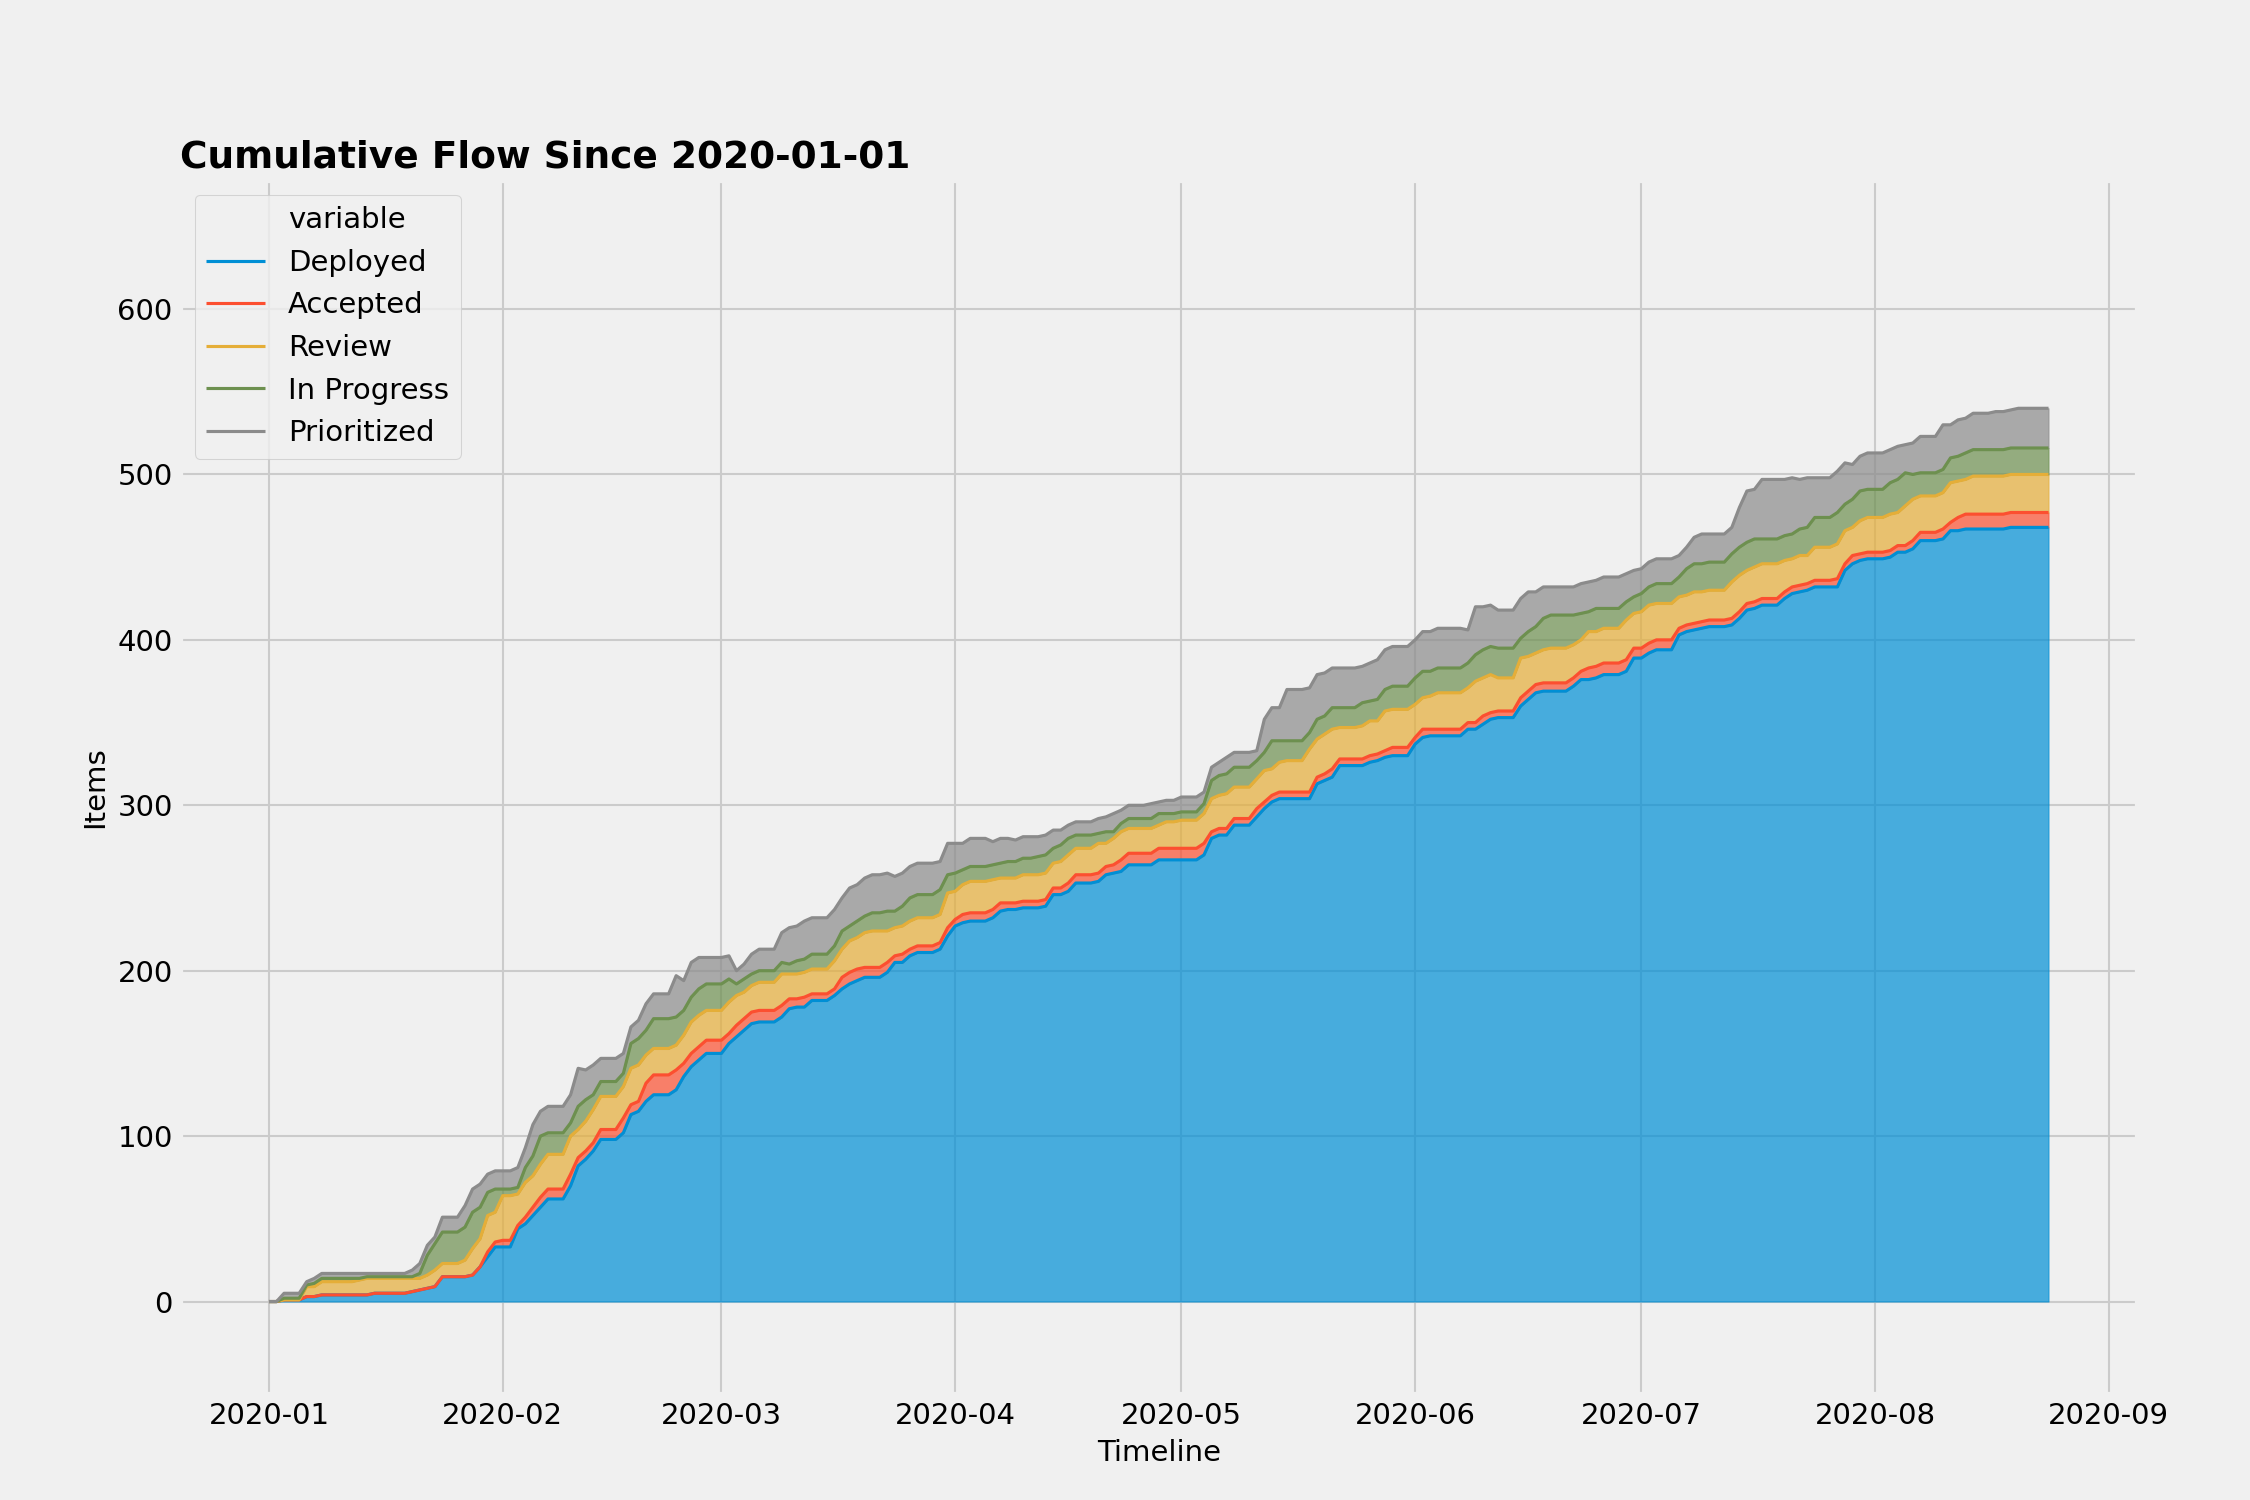 Cumulative Flow Since 2020-01-01
variable
Deployed
Accepted
Review
In Progress
Prioritized
600
500
400
300
200
100
0
Items
2020-01 2020-02 2020-03 2020-04 2020-05 2020-06 2020-07 2020-08 2020-09
Timeline